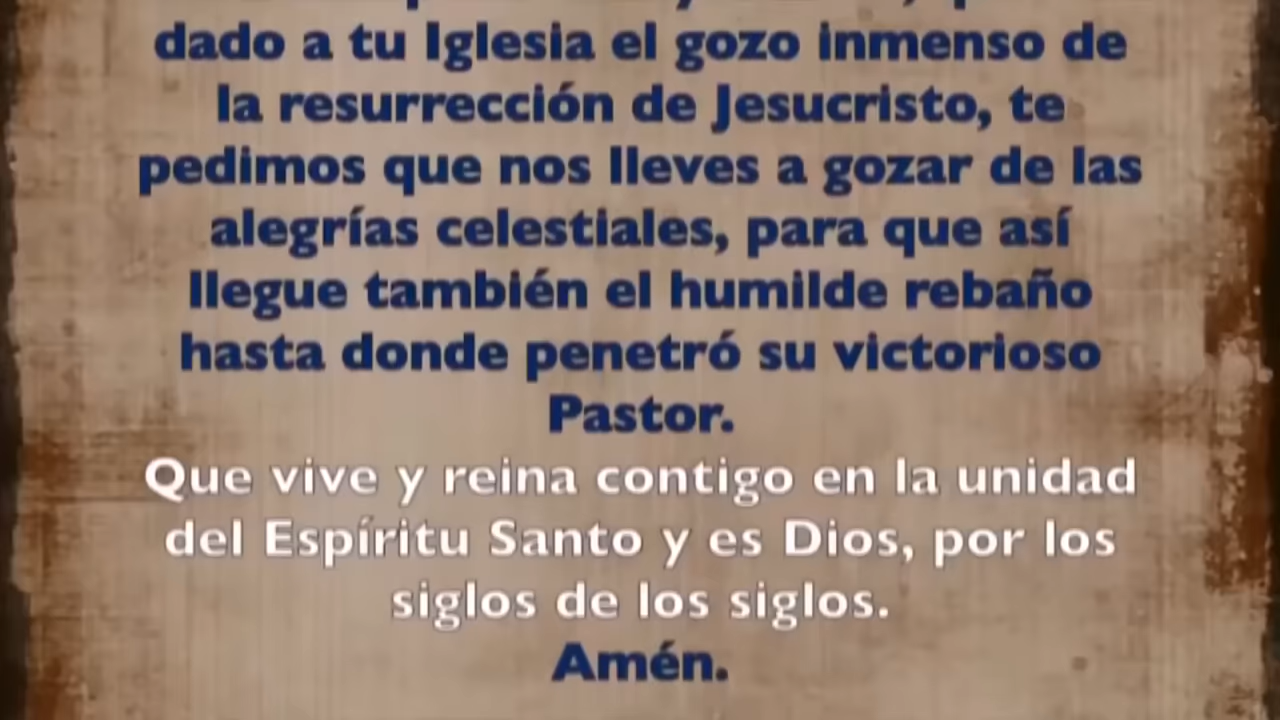 dado a tu Iglesia el gozo inmenso de
la resurrección de Jesucristo, te
pedimos que nos lleves a gozar de las
alegrías celestiales, para que así
llegue también el humilde rebaño
hasta donde penetró su victorioso
Pastor.
Que vive y reina contigo en la unidad
del Espíritu Santo y es Dios, por los
siglos de los siglos.
Amén.